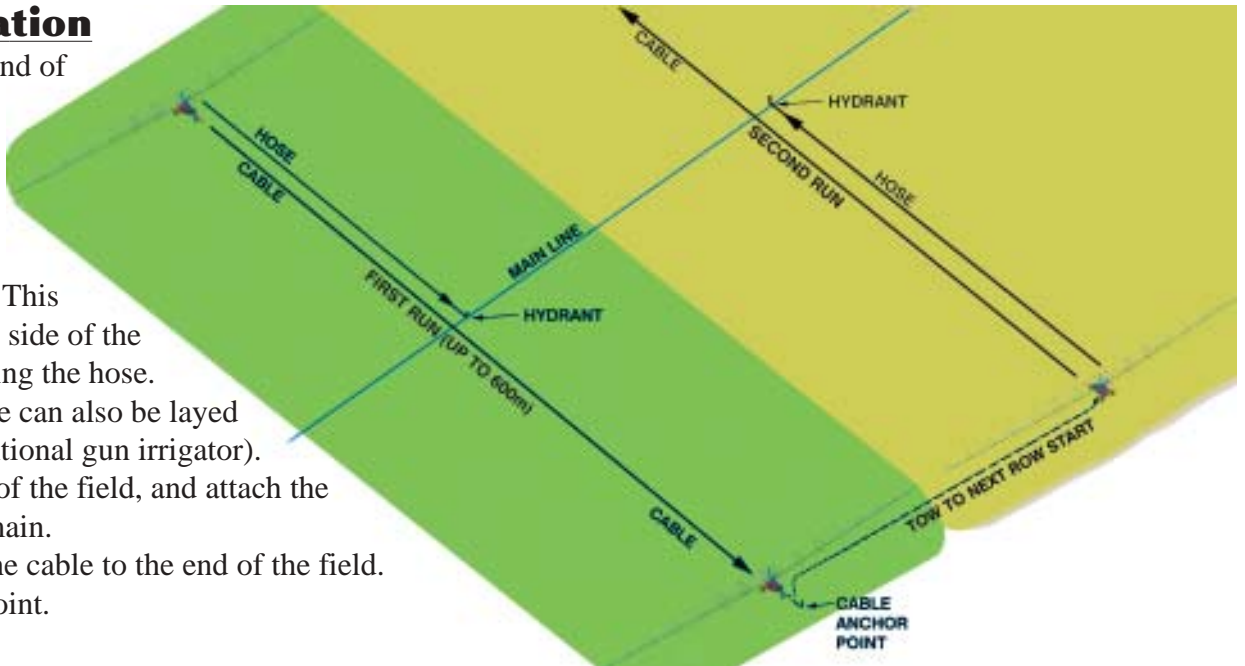 ation
nd of
This
side of the
ing the hose.
e can also be layed
tional gun irrigator).
of the field, and attach the
nain.
ne cable to the end of the field.
oint.
CABLE
HYDRANT
SECOND RUN
HOSE
HOSE
CABLE
MAIN LINE
FIRST RUN (UP TO 600m)
HYDRANT
CABLE
TOW TO NEXT ROW START
CABLE
ANCHOR
POINT